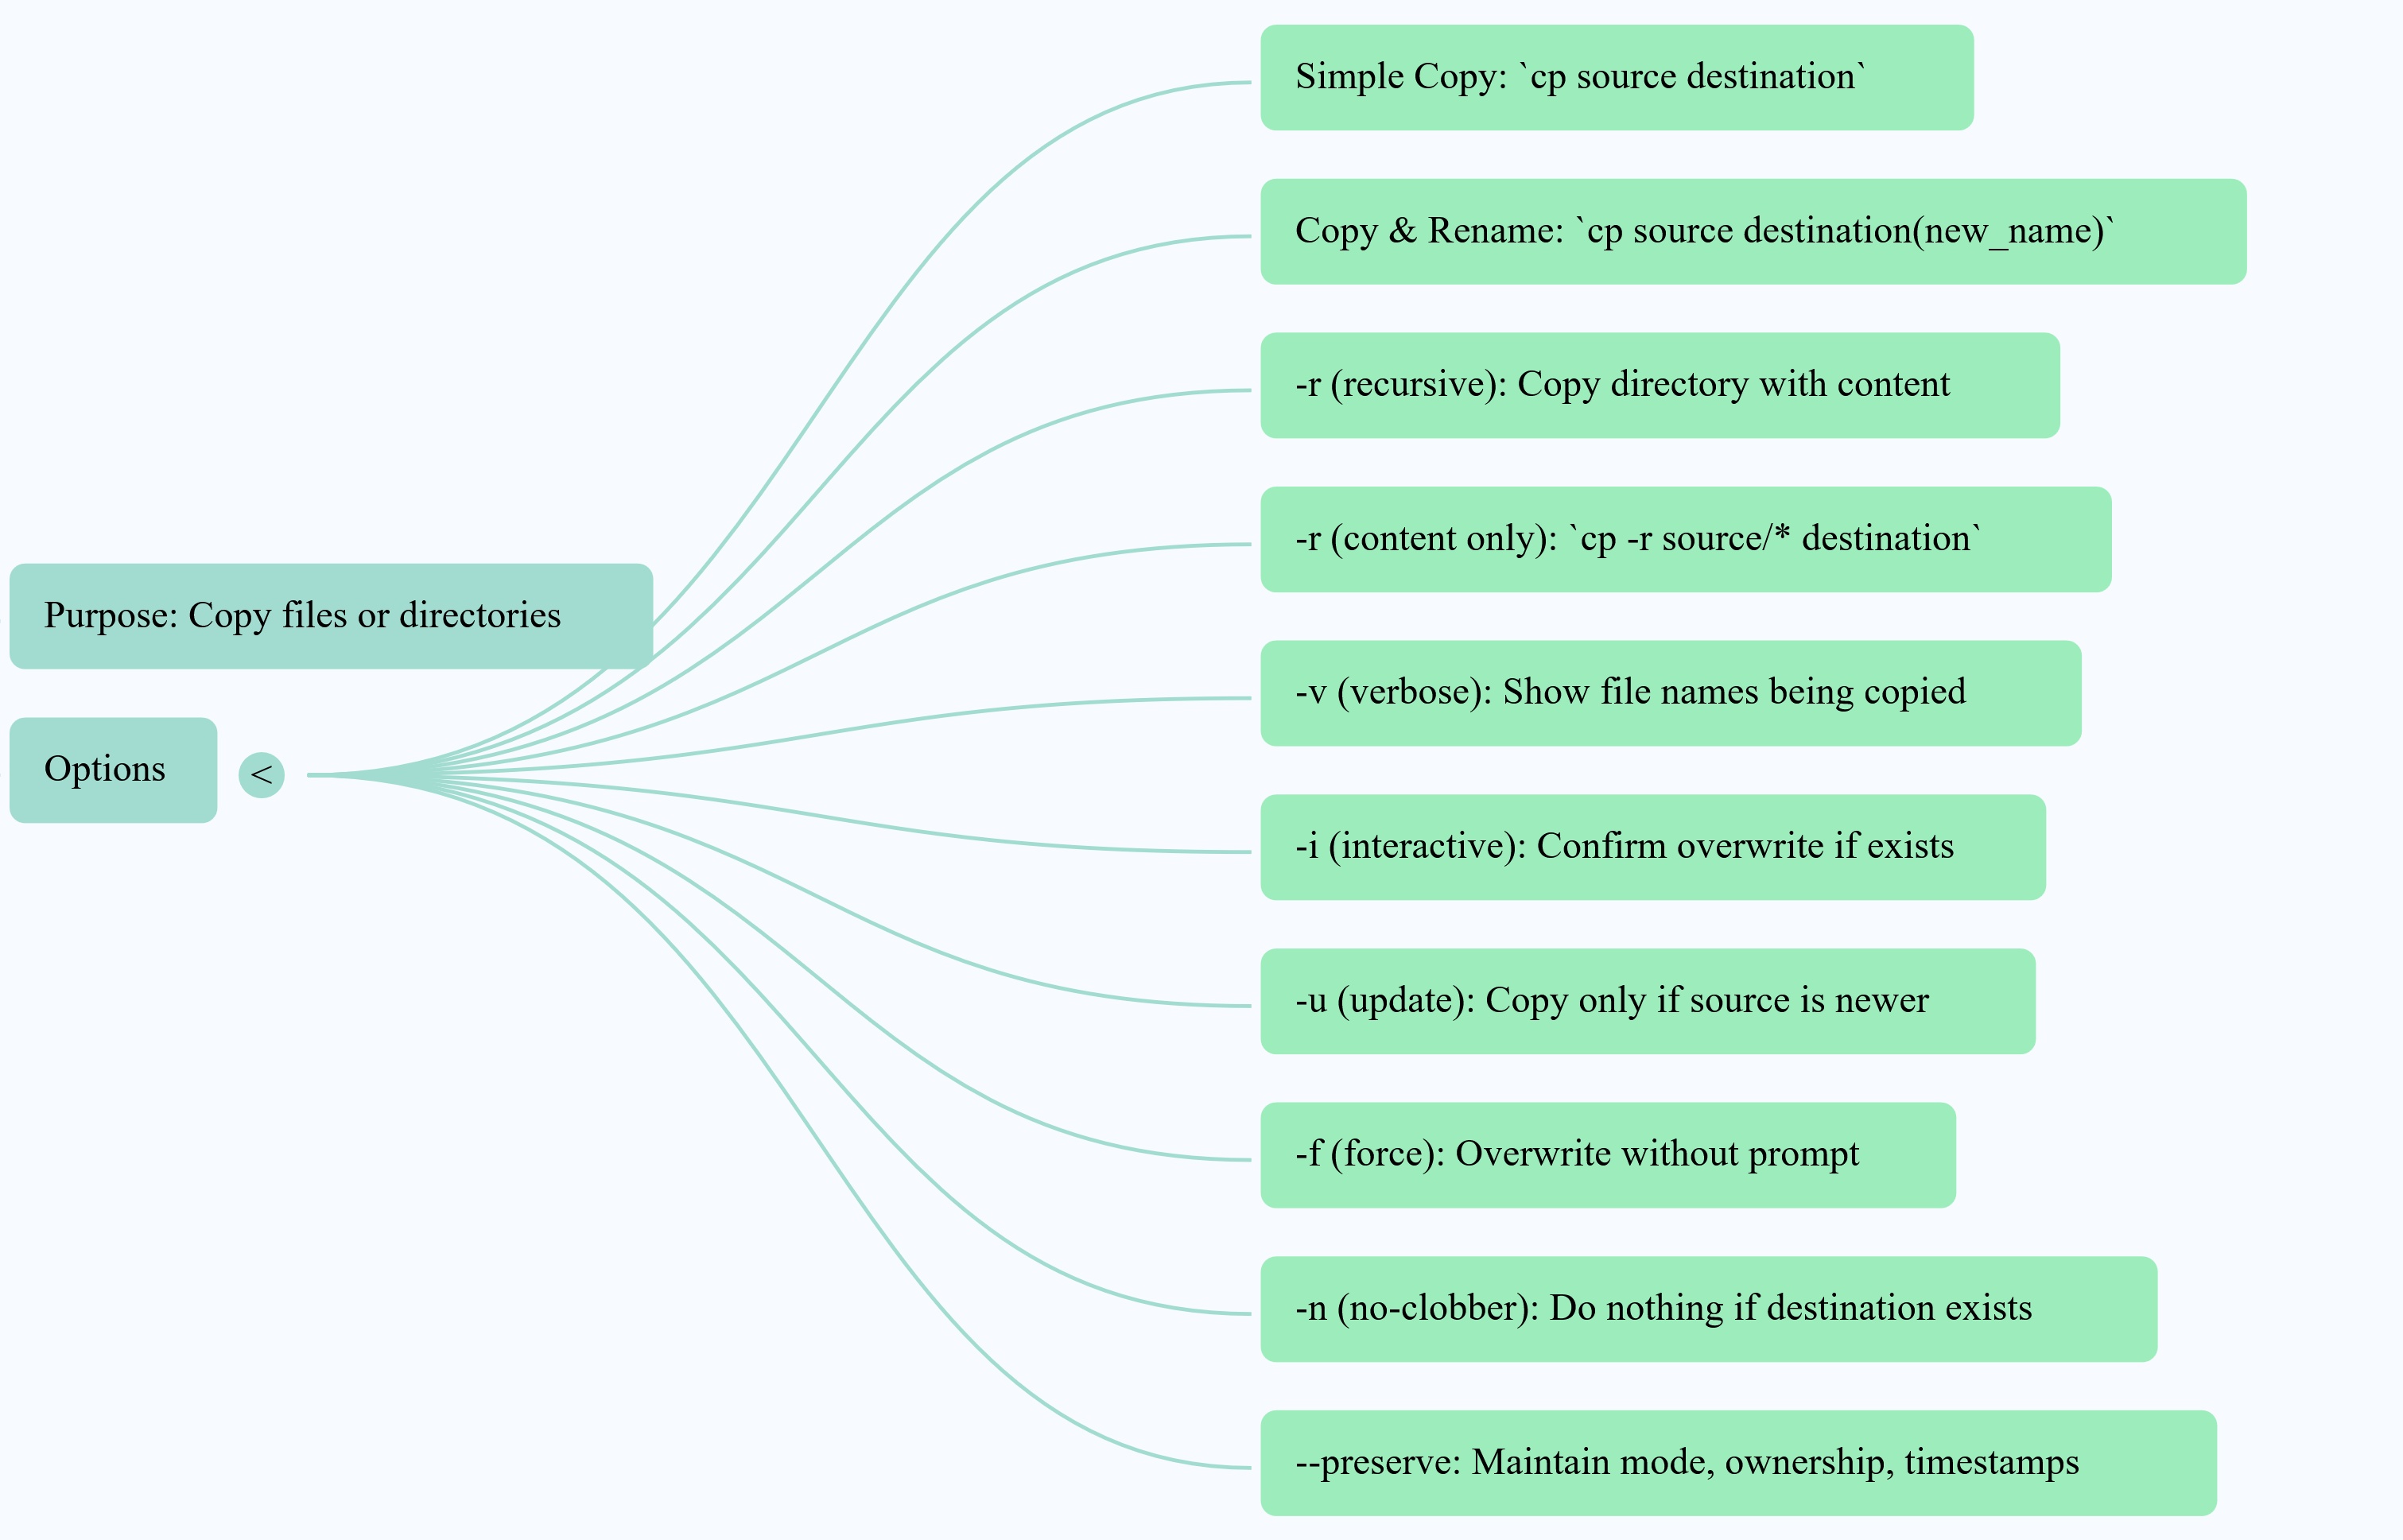 Purpose: Copy files or directories
Options
<
Simple Copy: `cp source destination`
Copy & Rename: `cp source destination(new_name)`
-r (recursive): Copy directory with content
-r (content only): `cp -r source/* destination`
-v (verbose): Show file names being copied
-i (interactive): Confirm overwrite if exists
-u (update): Copy only if source is newer
-f (force): Overwrite without prompt
-n (no-clobber): Do nothing if destination exists
--preserve: Maintain mode, ownership, timestamps